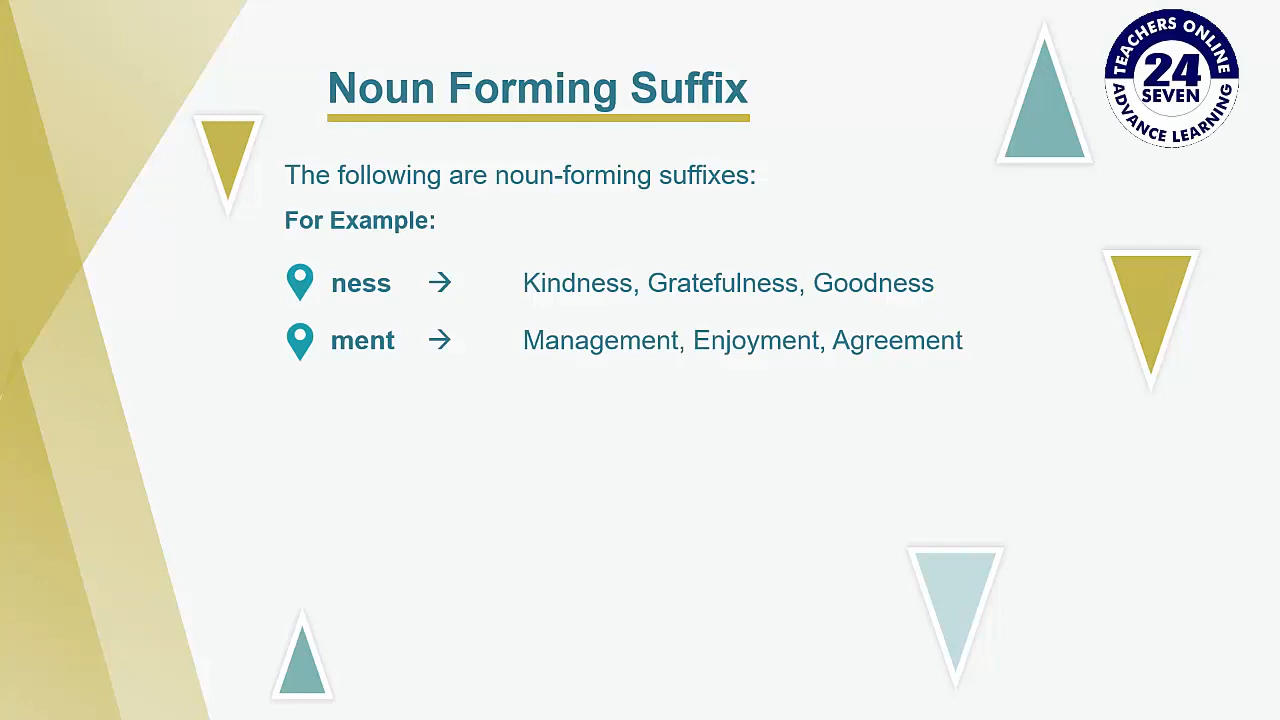 Noun Forming Suffix
TEACHERS ONLINE
24
SEVEN
ADVANCE LEARNING
The following are noun-forming suffixes:
For Example:
ness → Kindness, Gratefulness, Goodness
ment → Management, Enjoyment, Agreement